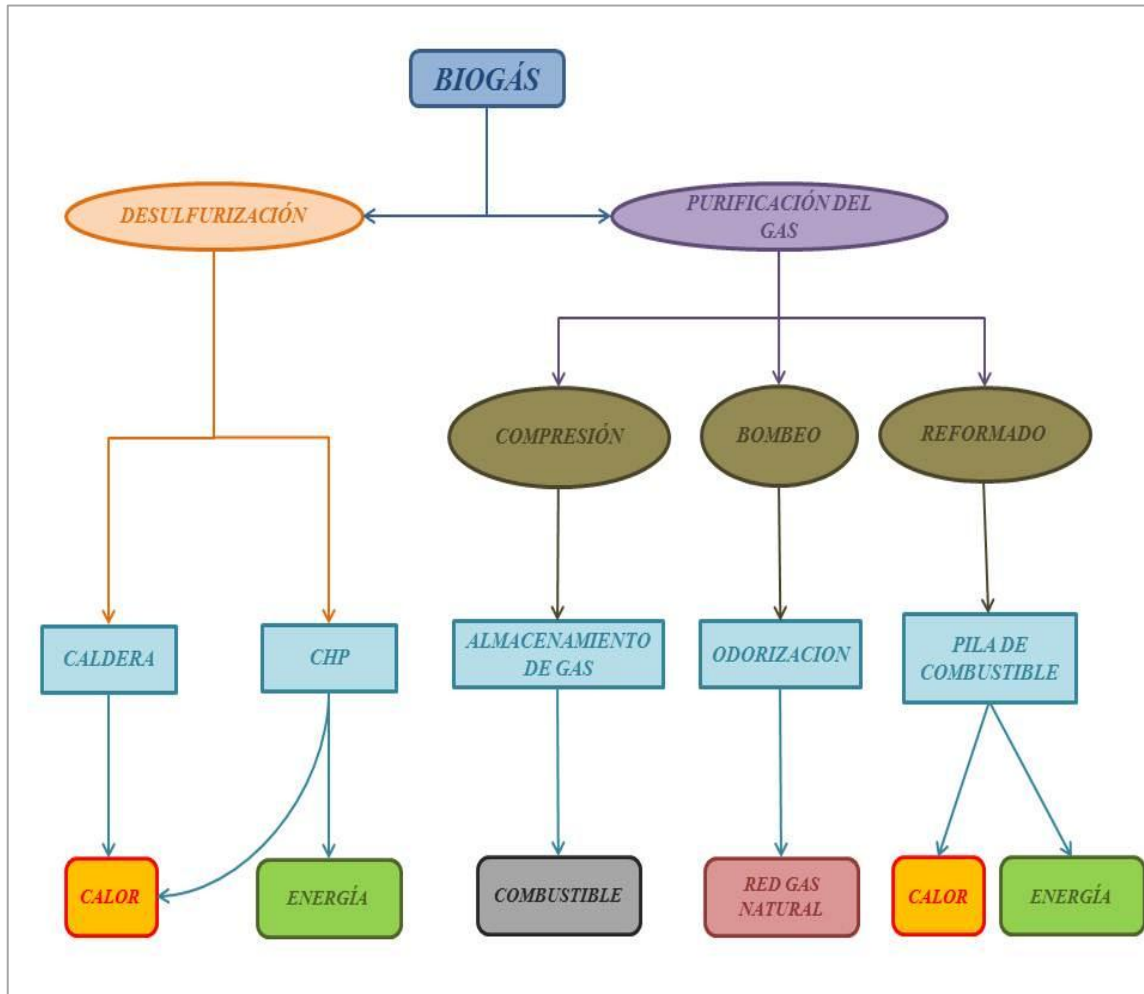 BIOGÁS
DESULFURIZACIÓN
PURIFICACIÓN DEL
GAS
COMPRESIÓN
BOMBEO
REFORMADO
CALDERA
CHP
ALMACENAMIENTO
DE GAS
ODORIZACION
PILA DE
COMBUSTIBLE
CALOR
ENERGÍA
COMBUSTIBLE
RED GAS
NATURAL
CALOR
ENERGÍA